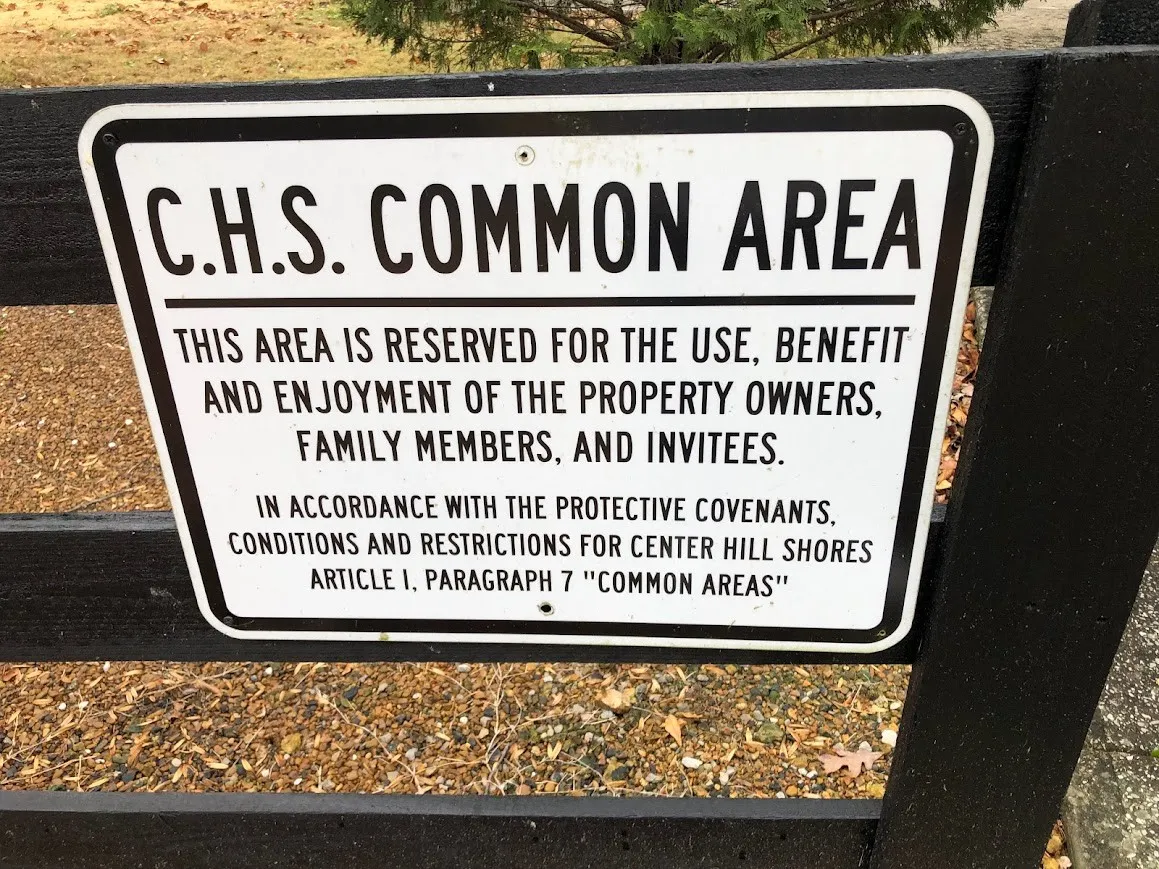 C.H.S. COMMON AREA
THIS AREA IS RESERVED FOR THE USE, BENEFIT
AND ENJOYMENT OF THE PROPERTY OWNERS,
FAMILY MEMBERS, AND INVITEES.
IN ACCORDANCE WITH THE PROTECTIVE COVENANTS,
CONDITIONS AND RESTRICTIONS FOR CENTER HILL SHORES
ARTICLE I, PARAGRAPH 7 "COMMON AREAS"